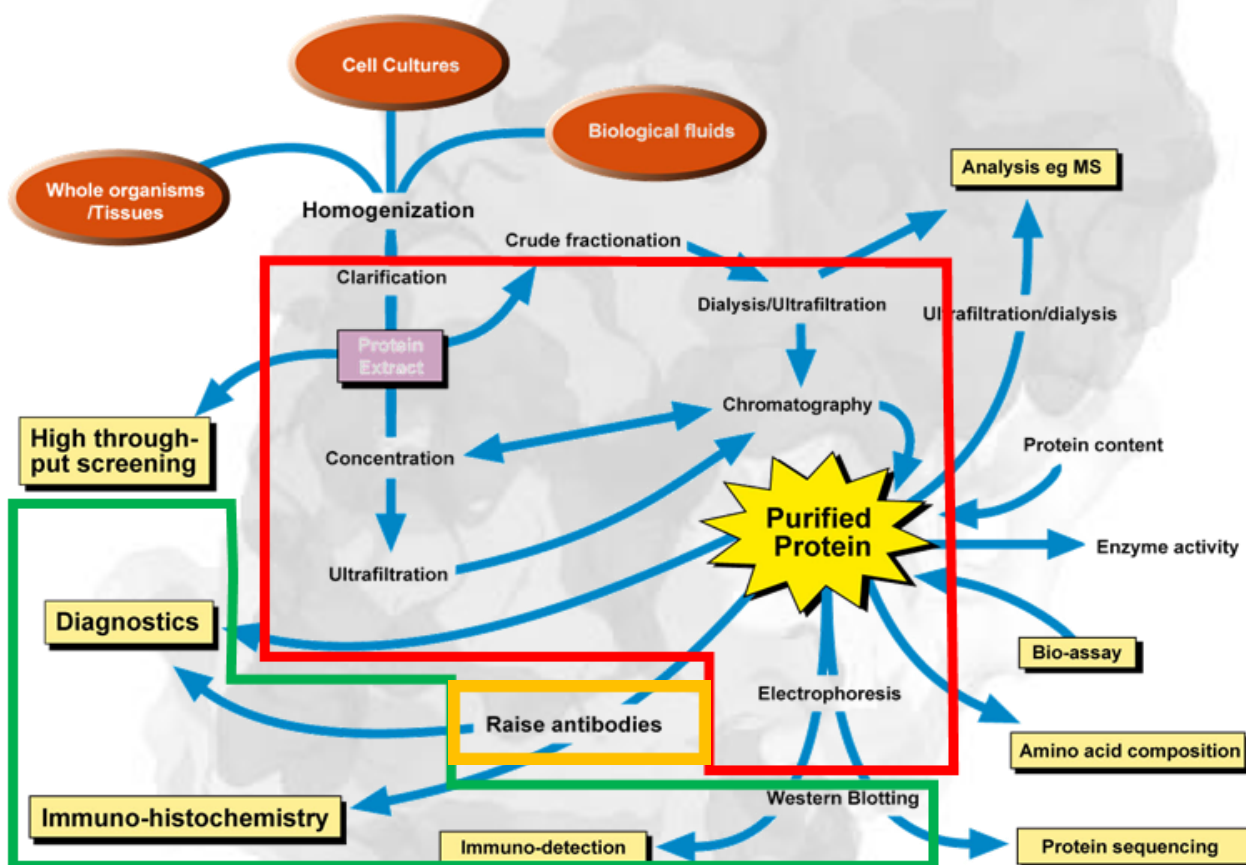 Cell Cultures
Biological fluids
Whole organisms
/Tissues
Analysis eg MS
Homogenization
Crude fractionation
Clarification
Dialysis/Ultrafiltration
Ultrafiltration/dialysis
Protein
Extract
Chromatography
High through-
put screening
Concentration
Protein content
Purified
Protein
Enzyme activity
Ultrafiltration
Diagnostics
Bio-assay
Electrophoresis
Raise antibodies
Amino acid composition
Western Blotting
Immuno-histochemistry
Immuno-detection
Protein sequencing